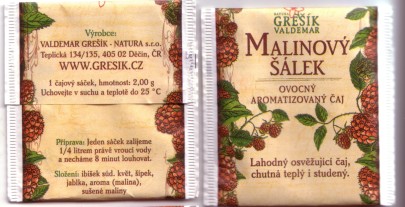 Výrobce:
VALDEMAR GREŠÍK - NATURA s.r.o.
Teplická 134/135, 405 02 Děčín, ČR
WWW.GRESIK.CZ
1 čajový sáček, hmotnost: 2,00 g
Uchovejte v suchu a teplotě do 25 °C
Příprava: Jeden sáček zalijeme
1/4 litrem právě vroucí vody
a necháme 8 minut louhovat.
Složení: ibišek súd. květ, šípek,
jablka, aroma (malina),
sušené maliny
NATURA
GREŠÍK
VALDEMAR
MALINOVÝ
ŠÁLEK
OVOCNÝ
AROMATIZOVANÝ ČAJ
Lahodný osvěžující čaj,
chutná teplý i studený.